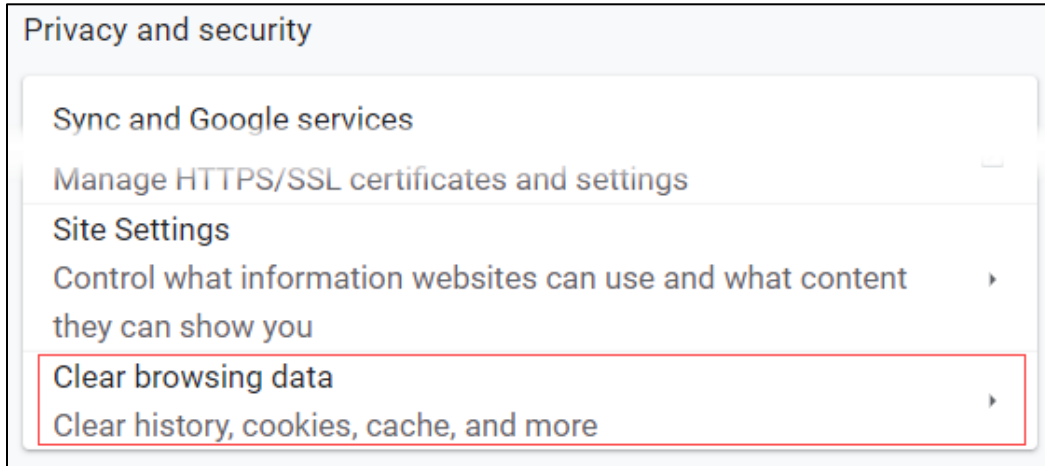 Privacy and security
Sync and Google services
Manage HTTPS/SSL certificates and settings
Site Settings
Control what information websites can use and what content
they can show you
Clear browsing data
Clear history, cookies, cache, and more